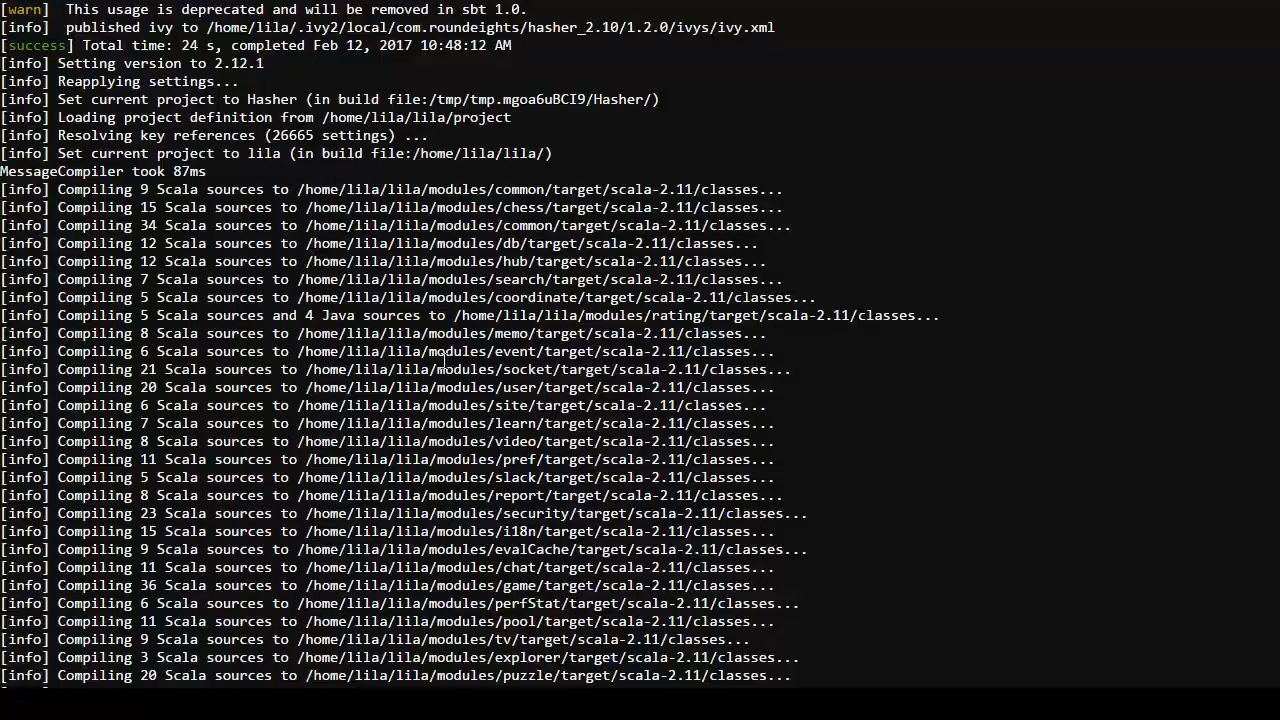 [warn]  This usage is deprecated and will be removed in sbt 1.0.
[info]  published ivy to /home/lila/.ivy2/local/com.roundeights/hasher_2.10/1.2.0/ivys/ivy.xml
[success] Total time: 24 s, completed Feb 12, 2017 10:48:12 AM
[info] Setting version to 2.12.1
[info] Reapplying settings...
[info] Set current project to Hasher (in build file:/tmp/tmp.mgoa6uBCI9/Hasher/)
[info] Loading project definition from /home/lila/lila/project
[info] Resolving key references (26665 settings) ...
[info] Set current project to lila (in build file:/home/lila/lila/)
MessageCompiler took 87ms
[info] Compiling 9 Scala sources to /home/lila/lila/modules/common/target/scala-2.11/classes...
[info] Compiling 15 Scala sources to /home/lila/lila/modules/chess/target/scala-2.11/classes...
[info] Compiling 34 Scala sources to /home/lila/lila/modules/common/target/scala-2.11/classes...
[info] Compiling 12 Scala sources to /home/lila/lila/modules/db/target/scala-2.11/classes...
[info] Compiling 12 Scala sources to /home/lila/lila/modules/hub/target/scala-2.11/classes...
[info] Compiling 7 Scala sources to /home/lila/lila/modules/search/target/scala-2.11/classes...
[info] Compiling 5 Scala sources to /home/lila/lila/modules/coordinate/target/scala-2.11/classes...
[info] Compiling 5 Scala sources and 4 Java sources to /home/lila/lila/modules/rating/target/scala-2.11/classes...
[info] Compiling 8 Scala sources to /home/lila/lila/modules/memo/target/scala-2.11/classes...
[info] Compiling 6 Scala sources to /home/lila/lila/modules/event/target/scala-2.11/classes...
[info] Compiling 21 Scala sources to /home/lila/lila/modules/socket/target/scala-2.11/classes...
[info] Compiling 20 Scala sources to /home/lila/lila/modules/user/target/scala-2.11/classes...
[info] Compiling 6 Scala sources to /home/lila/lila/modules/site/target/scala-2.11/classes...
[info] Compiling 7 Scala sources to /home/lila/lila/modules/learn/target/scala-2.11/classes...
[info] Compiling 8 Scala sources to /home/lila/lila/modules/video/target/scala-2.11/classes...
[info] Compiling 11 Scala sources to /home/lila/lila/modules/pref/target/scala-2.11/classes...
[info] Compiling 5 Scala sources to /home/lila/lila/modules/slack/target/scala-2.11/classes...
[info] Compiling 8 Scala sources to /home/lila/lila/modules/report/target/scala-2.11/classes...
[info] Compiling 23 Scala sources to /home/lila/lila/modules/security/target/scala-2.11/classes...
[info] Compiling 15 Scala sources to /home/lila/lila/modules/i18n/target/scala-2.11/classes...
[info] Compiling 9 Scala sources to /home/lila/lila/modules/evalCache/target/scala-2.11/classes...
[info] Compiling 11 Scala sources to /home/lila/lila/modules/chat/target/scala-2.11/classes...
[info] Compiling 36 Scala sources to /home/lila/lila/modules/game/target/scala-2.11/classes...
[info] Compiling 6 Scala sources to /home/lila/lila/modules/perfStat/target/scala-2.11/classes...
[info] Compiling 11 Scala sources to /home/lila/lila/modules/pool/target/scala-2.11/classes...
[info] Compiling 9 Scala sources to /home/lila/lila/modules/tv/target/scala-2.11/classes...
[info] Compiling 3 Scala sources to /home/lila/lila/modules/explorer/target/scala-2.11/classes...
[info] Compiling 20 Scala sources to /home/lila/lila/modules/puzzle/target/scala-2.11/classes...